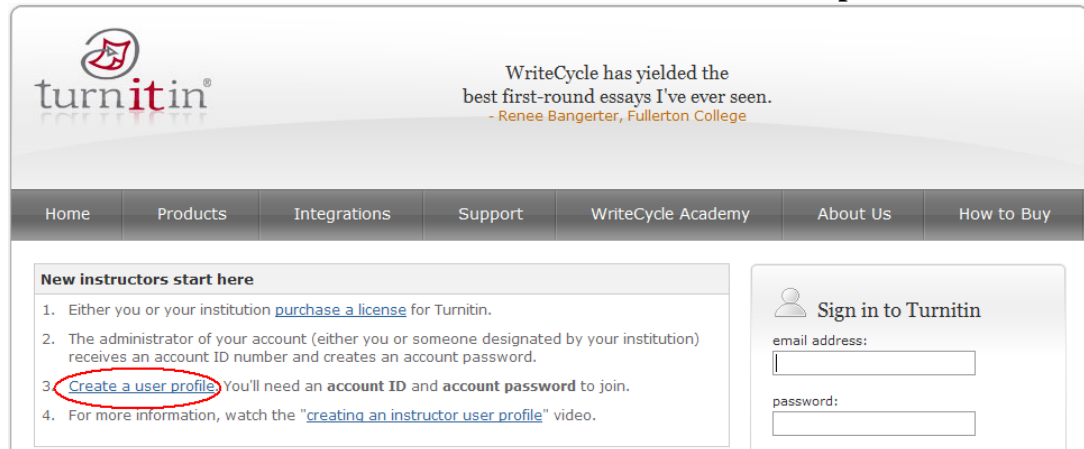 turnitin®
WriteCycle has yielded the
best first-round essays I've ever seen.
- Renee Bangerter, Fullerton College
Home Products Integrations Support WriteCycle Academy About Us How to Buy
New instructors start here
1. Either you or your institution purchase a license for Turnitin.
2. The administrator of your account (either you or someone designated by your institution)
receives an account ID number and creates an account password.
3. Create a user profile. You'll need an account ID and account password to join.
4. For more information, watch the "creating an instructor user profile" video.
Sign in to Turnitin
email address:
password: